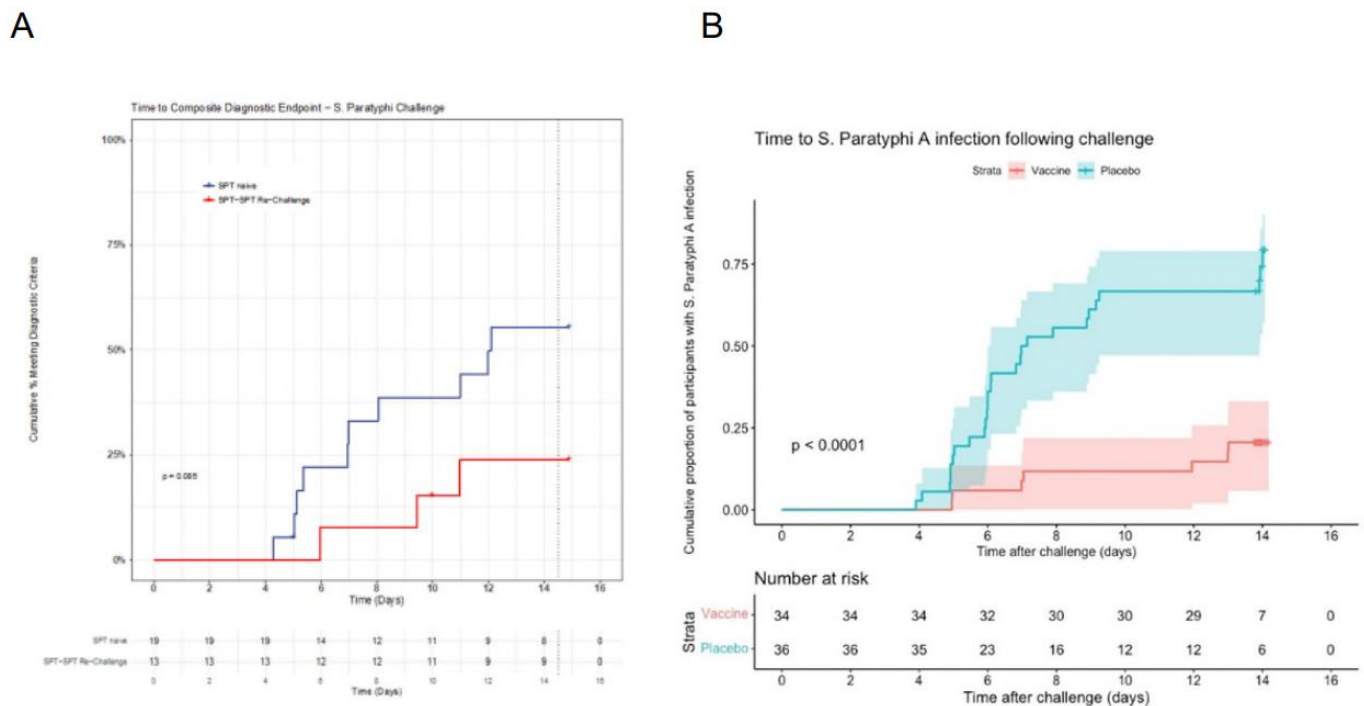 A
B
Time to Composite Diagnostic Endpoint – S. Paratyphi Challenge
Cumulative % Meeting Diagnostic Criteria
100%
75%
50%
25%
0%
SPT naive
SPT-SPT Re-Challenge
0 2 4 6 8 10 12 14 16
Time (Days)
SPT naive 19 19 19 14 12 11 9 8 0
SPT-SPT Re-Challenge 13 13 13 12 12 11 9 9 0
0 2 4 6 8 10 12 14 16
Time (Days)
Time to S. Paratyphi A infection following challenge
Strata Vaccine Placebo
Cumulative proportion of participants with S. Paratyphi A infection
0.75
0.50
0.25
0.00
p < 0.0001
0 2 4 6 8 10 12 14 16
Time after challenge (days)
Number at risk
Strata
Vaccine 34 34 34 32 30 30 29 7 0
Placebo 36 36 35 23 16 12 12 6 0
0 2 4 6 8 10 12 14 16
Time after challenge (days)